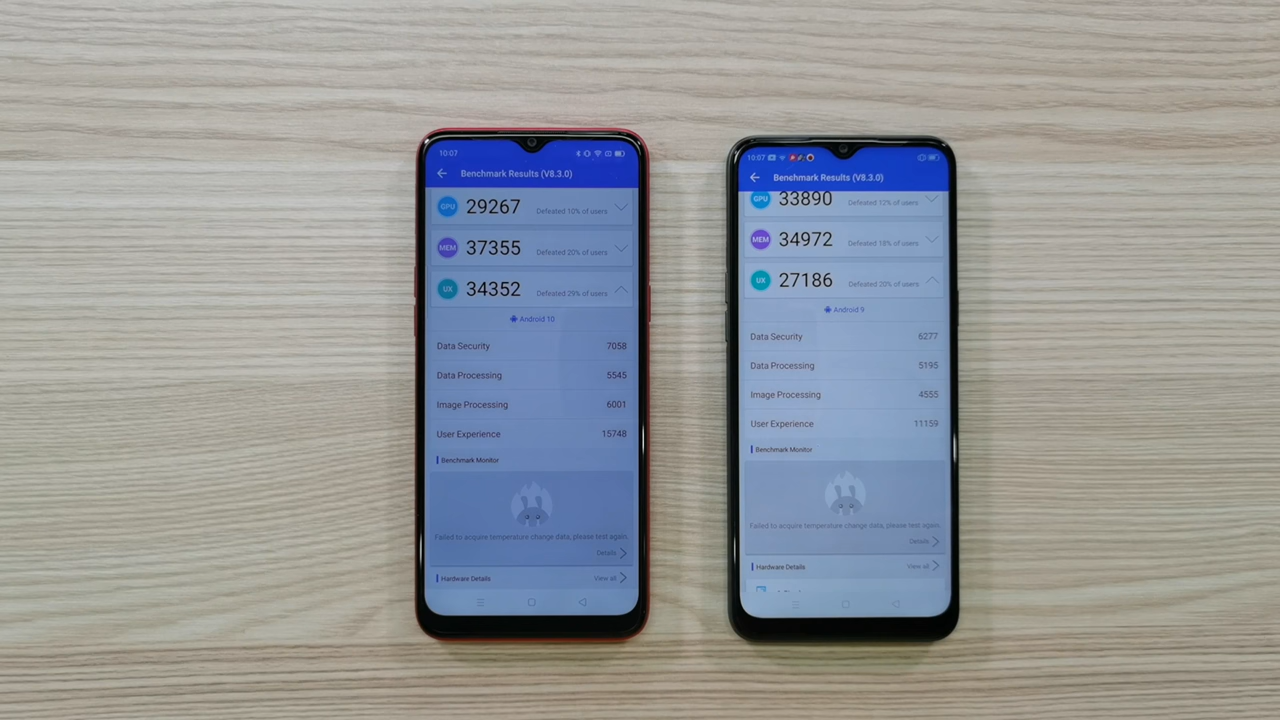 10:07
Benchmark Results (V8.3.0)
GPU 29267 Defeated 10% of users
MEM 37355 Defeated 20% of users
UX 34352 Defeated 29% of users
Android 10
Data Security 7058
Data Processing 5545
Image Processing 6001
User Experience 15748
Benchmark Monitor
Failed to acquire temperature change data, please test again.
Details
Hardware Details View all
10:07
Benchmark Results (V8.3.0)
GPU 33890 Defeated 12% of users
MEM 34972 Defeated 18% of users
UX 27186 Defeated 20% of users
Android 9
Data Security 6277
Data Processing 5195
Image Processing 4555
User Experience 11159
Benchmark Monitor
Failed to acquire temperature change data, please test again.
Details
Hardware Details View all